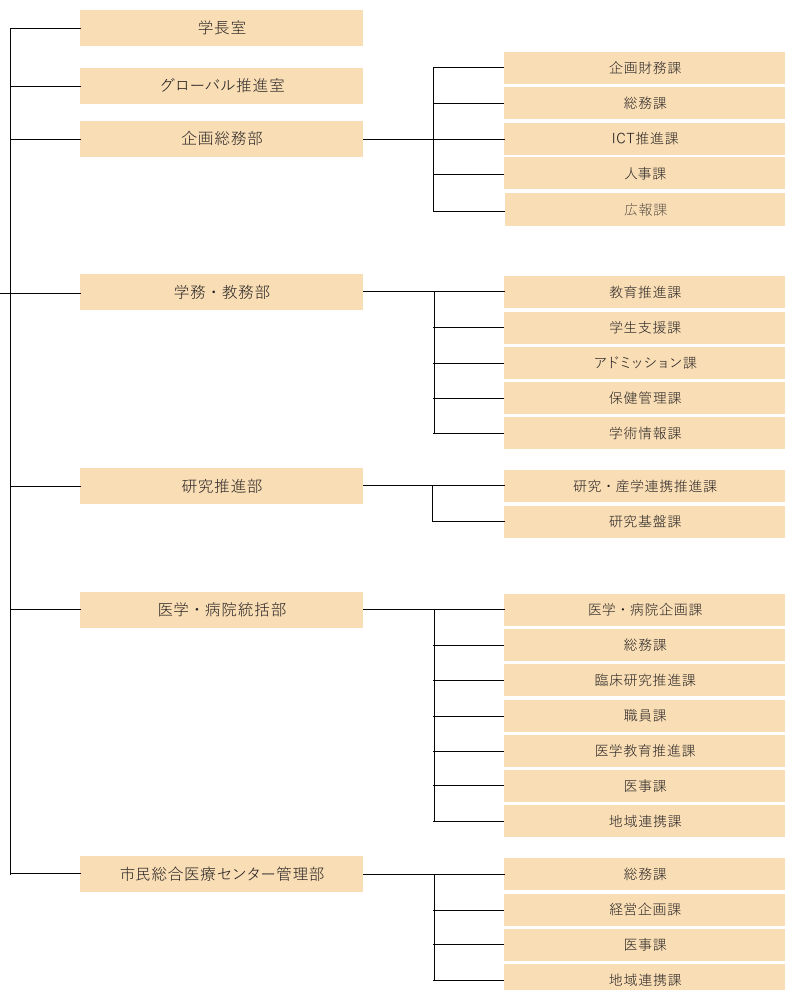 学長室
グローバル推進室
企画総務部
企画財務課
総務課
ICT推進課
人事課
広報課
学務・教務部
教育推進課
学生支援課
アドミッション課
保健管理課
学術情報課
研究推進部
研究・産学連携推進課
研究基盤課
医学・病院統括部
医学・病院企画課
総務課
臨床研究推進課
職員課
医学教育推進課
医事課
地域連携課
市民総合医療センター管理部
総務課
経営企画課
医事課
地域連携課